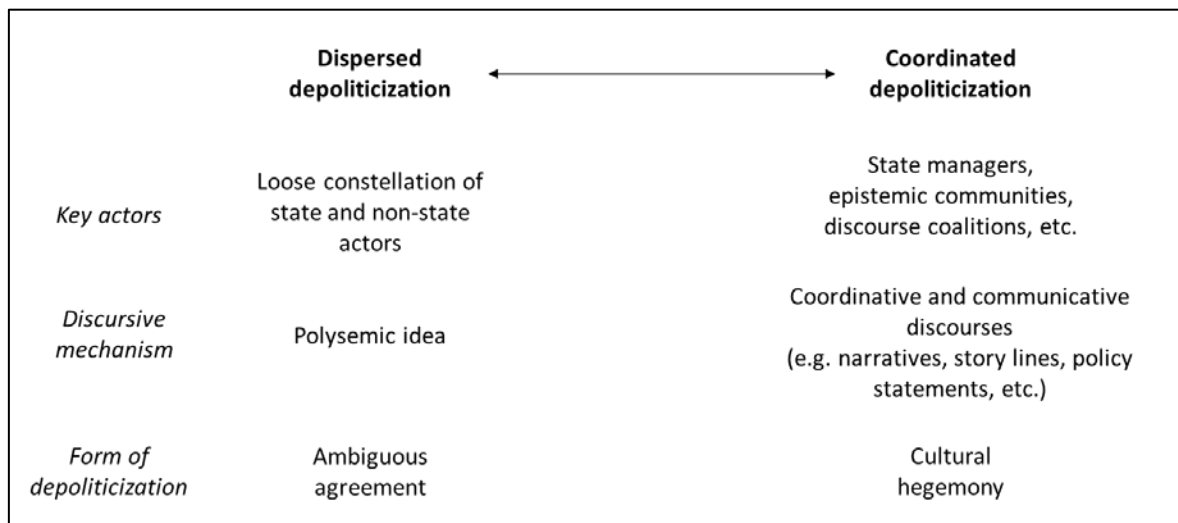 Dispersed
depoliticization
Coordinated
depoliticization
Key actors
Loose constellation of
state and non-state
actors
State managers,
epistemic communities,
discourse coalitions, etc.
Discursive
mechanism
Polysemic idea
Coordinative and communicative
discourses
(e.g. narratives, story lines, policy
statements, etc.)
Form of
depoliticization
Ambiguous
agreement
Cultural
hegemony